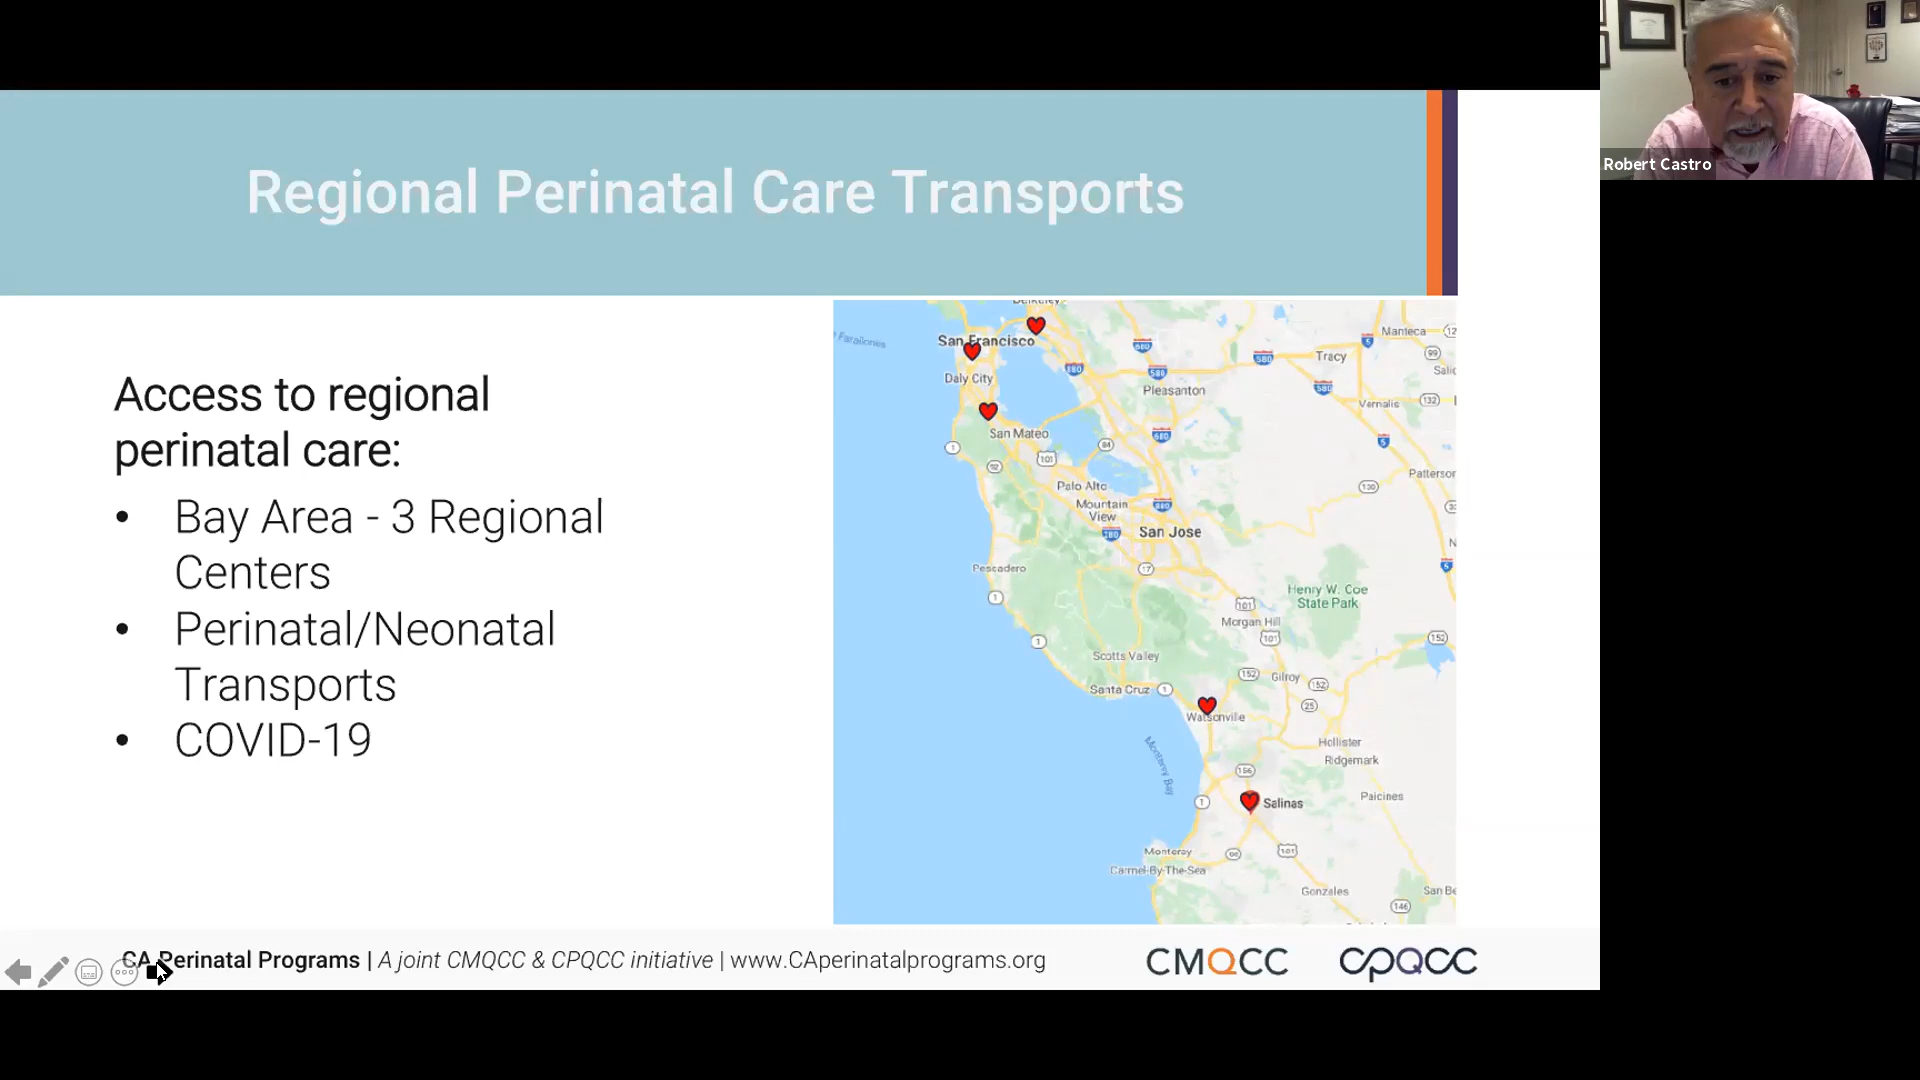 Regional Perinatal Care Transports
Robert Castro
Access to regional
perinatal care:
• Bay Area - 3 Regional
Centers
• Perinatal/Neonatal
Transports
• COVID-19
Berkeley
Farallones
San Francisco
Manteca
Tracy
Daly City
Pleasanton
Vernalis
San Mateo
Patterson
Palo Alto
Mountain
View
San Jose
Pescadero
Henry W. Coe
State Park
Morgan Hill
Scotts Valley
Santa Cruz
Gilroy
Watsonville
Hollister
Ridgemark
Monterey Bay
Salinas
Paicines
Monterey
Carmel-By-The-Sea
Gonzales
San Be
CA Perinatal Programs | A joint CMQCC & CPQCC initiative | www.CAperinatalprograms.org
CMQCC
CPQCC